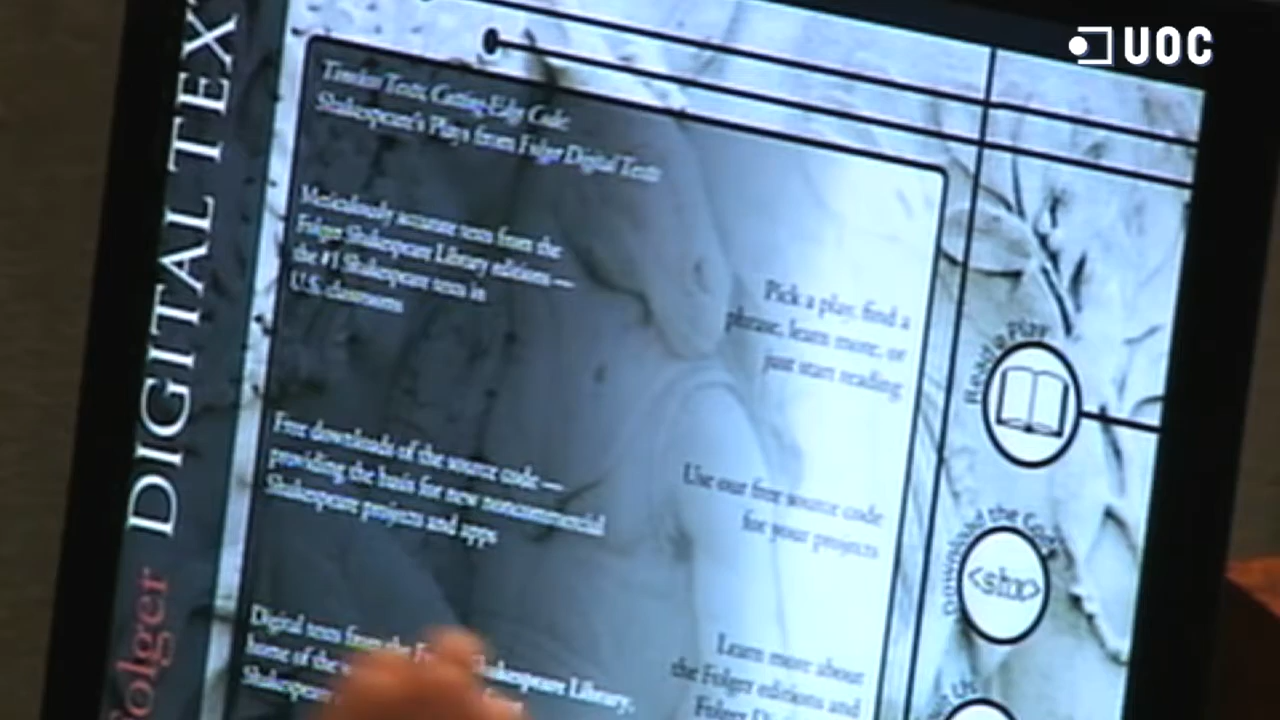 UOC
Folger DIGITAL TEX
Timeless Texts, Cutting-Edge Code
Shakespeare's Plays from Folger Digital Texts
Meticulously accurate texts from the
Folger Shakespeare Library editions —
the #1 Shakespeare texts in
U.S. classrooms
Pick a play, find a
phrase, learn more, or
just start reading
Read a Play
Free downloads of the source code —
providing the basis for new noncommercial
Shakespeare projects and apps
Use our free source code
for your projects
Download the Code
Digital texts from the F Shakespeare Library,
home of the
Shakespear
Learn more about
the Folger editions and
Folger Di
Us